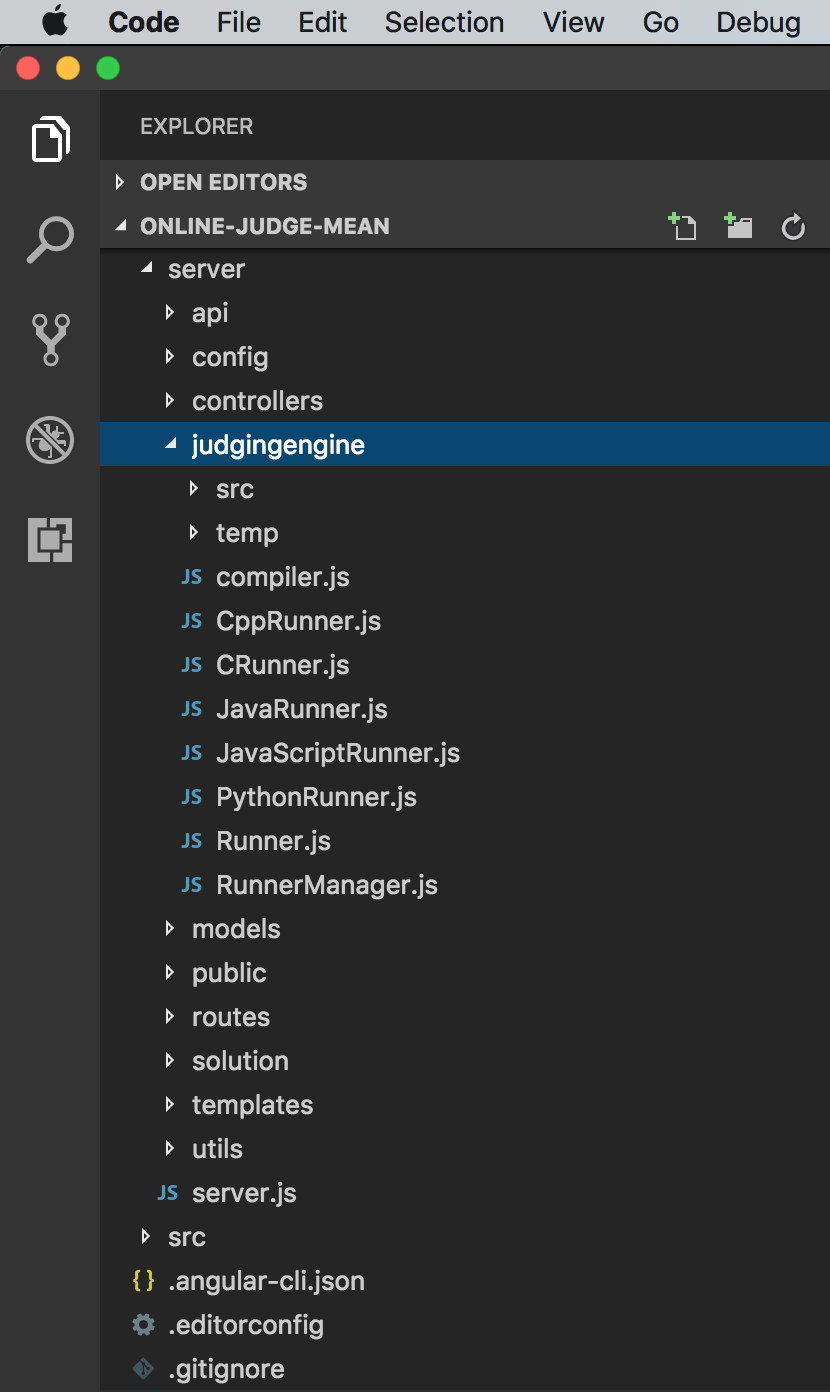 Code File Edit Selection View Go Debug
EXPLORER
OPEN EDITORS
ONLINE-JUDGE-MEAN
server
api
config
controllers
judgingengine
src
temp
JS compiler.js
JS CppRunner.js
JS CRunner.js
JS JavaRunner.js
JS JavaScriptRunner.js
JS PythonRunner.js
JS Runner.js
JS RunnerManager.js
models
public
routes
solution
templates
utils
JS server.js
src
{ } .angular-cli.json
.editorconfig
.gitignore